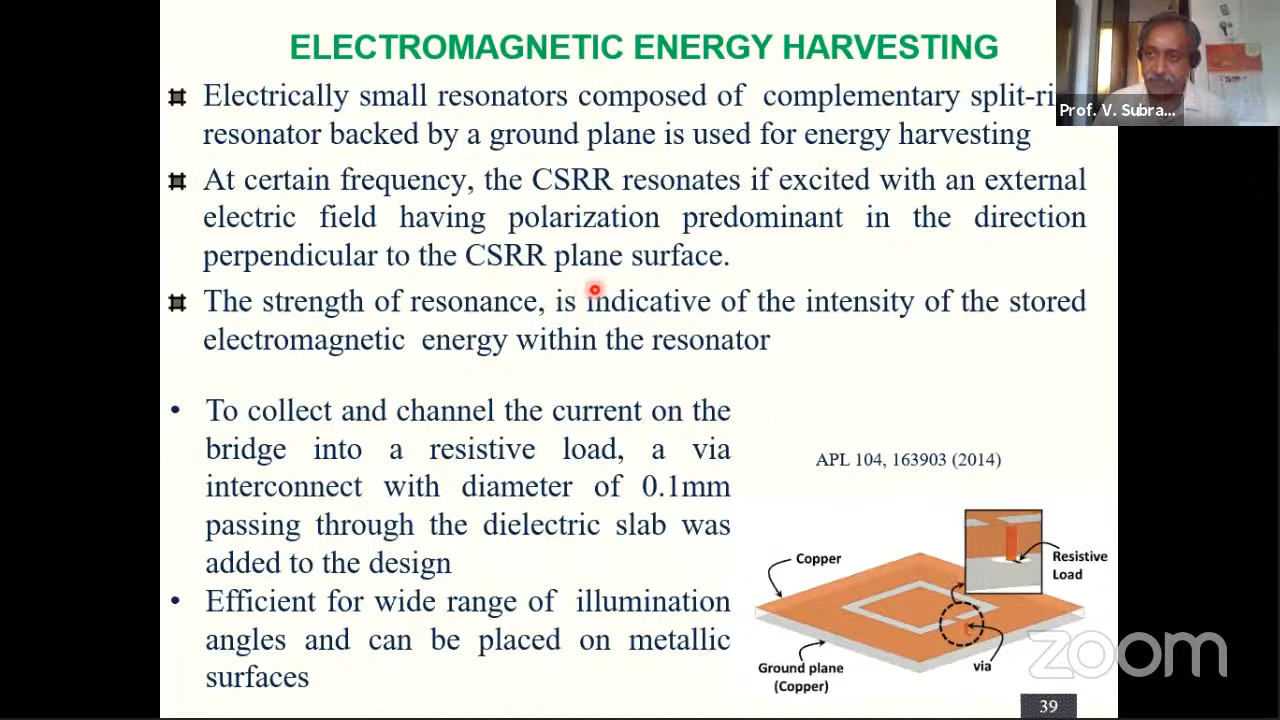 ELECTROMAGNETIC ENERGY HARVESTING
Electrically small resonators composed of complementary split-ri
resonator backed by a ground plane is used for energy harvesting
At certain frequency, the CSRR resonates if excited with an external
electric field having polarization predominant in the direction
perpendicular to the CSRR plane surface.
The strength of resonance, is indicative of the intensity of the stored
electromagnetic energy within the resonator
• To collect and channel the current on the
bridge into a resistive load, a via
interconnect with diameter of 0.1mm
passing through the dielectric slab was
added to the design
• Efficient for wide range of illumination
angles and can be placed on metallic
surfaces
APL 104, 163903 (2014)
Copper
Resistive
Load
Ground plane
(Copper)
via
Prof. V. Subra...
zoom
39